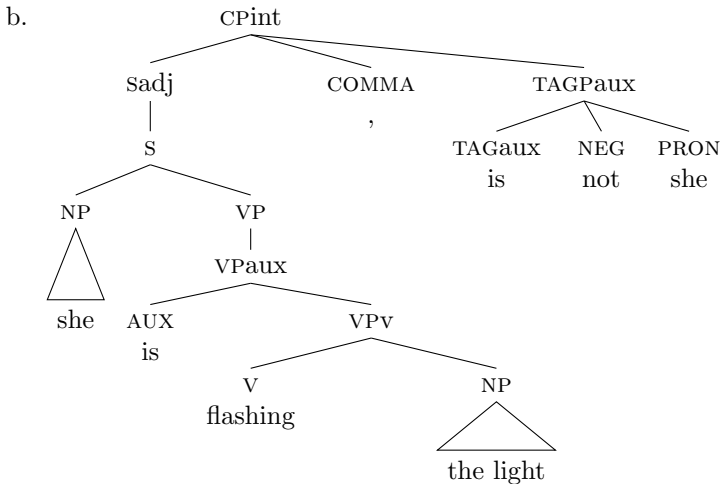 b. CPint
Sadj COMMA TAGPaux
,
S TAGaux NEG PRON
is not she
NP VP
VPaux
she AUX VPv
is
V NP
flashing
the light